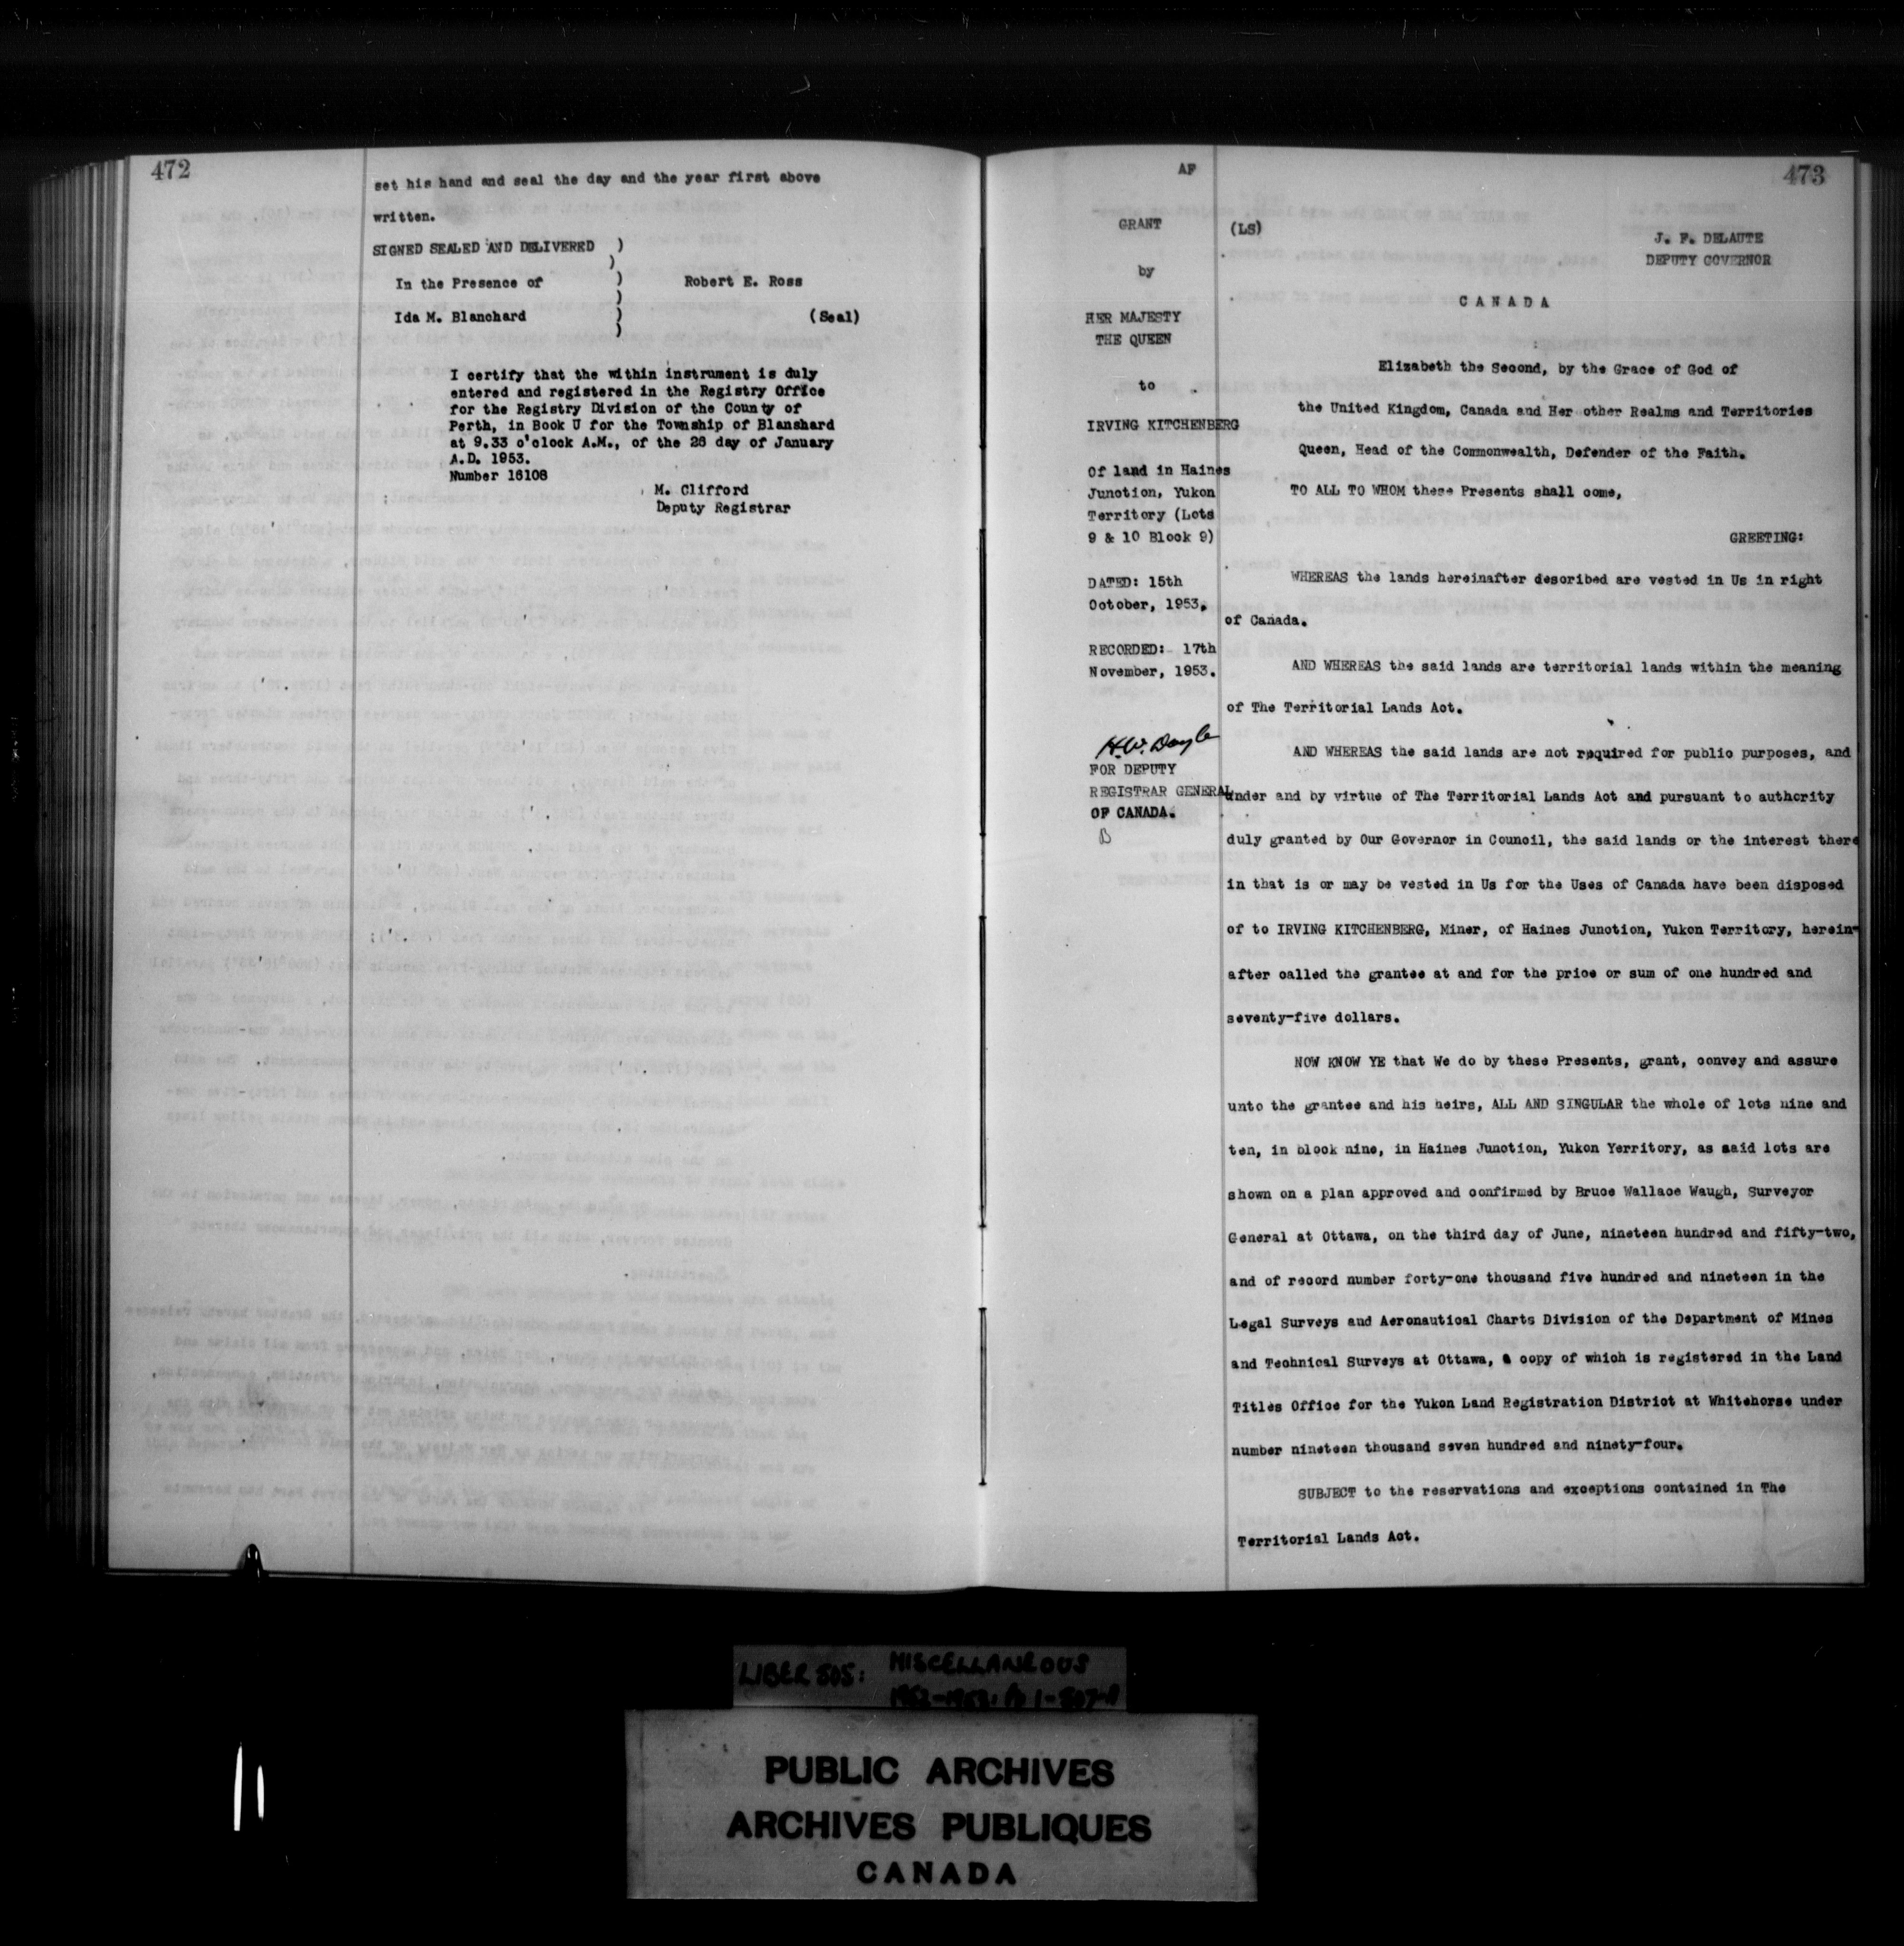 472
set his hand and seal the day and the year first above
written.
SIGNED SEALED AND DELIVERED )
)
In the Presence of ) Robert E. Ross
)
Ida M. Blanchard ) (Seal)
)
I certify that the within instrument is duly
entered and registered in the Registry Office
for the Registry Division of the County of
Perth, in Book U for the Township of Blanshard
at 9.33 o'clock A.M., of the 28 day of January
A.D. 1953.
Number 16108
M. Clifford
Deputy Registrar
AF
473
GRANT
by
HER MAJESTY
THE QUEEN
to
IRVING KITCHENBERG
Of land in Haines
Junction, Yukon
Territory (Lots
9 & 10 Block 9)
DATED: 15th
October, 1953.
RECORDED: 17th
November, 1953.
H.W. Doyle
FOR DEPUTY
REGISTRAR GENERAL
OF CANADA.
(LS)
J. F. DELAUTE
DEPUTY GOVERNOR
C A N A D A
Elizabeth the Second, by the Grace of God of
the United Kingdom, Canada and Her other Realms and Territories
Queen, Head of the Commonwealth, Defender of the Faith.
TO ALL TO WHOM these Presents shall come,
GREETING:
WHEREAS the lands hereinafter described are vested in Us in right
of Canada.
AND WHEREAS the said lands are territorial lands within the meaning
of The Territorial Lands Act.
AND WHEREAS the said lands are not required for public purposes, and
under and by virtue of The Territorial Lands Act and pursuant to authority
duly granted by Our Governor in Council, the said lands or the interest there
in that is or may be vested in Us for the Uses of Canada have been disposed
of to IRVING KITCHENBERG, Miner, of Haines Junction, Yukon Territory, herein-
after called the grantee at and for the price or sum of one hundred and
seventy-five dollars.
NOW KNOW YE that We do by these Presents, grant, convey and assure
unto the grantee and his heirs, ALL AND SINGULAR the whole of lots nine and
ten, in block nine, in Haines Junction, Yukon Yerritory, as said lots are
shown on a plan approved and confirmed by Bruce Wallace Waugh, Surveyor
General at Ottawa, on the third day of June, nineteen hundred and fifty-two,
and of record number forty-one thousand five hundred and nineteen in the
Legal Surveys and Aeronautical Charts Division of the Department of Mines
and Technical Surveys at Ottawa, a copy of which is registered in the Land
Titles Office for the Yukon Land Registration District at Whitehorse under
number nineteen thousand seven hundred and ninety-four.
SUBJECT to the reservations and exceptions contained in The
Territorial Lands Act.
LIBER 505: MISCELLANEOUS
PUBLIC ARCHIVES
ARCHIVES PUBLIQUES
CANADA